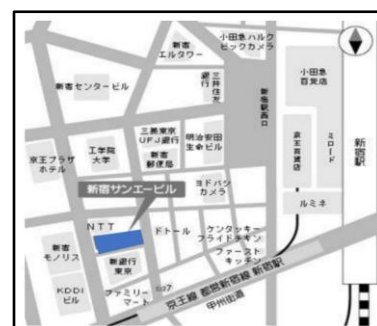 新宿
エルタワー
小田急ハルク
ビックカメラ
小田急
百貨店
三井住友
銀行
新宿センタービル
新宿駅西口
三菱東京
UFJ銀行
明治安田
生命ビル
工学院
大学
新宿
郵便局
京王プラザ
ホテル
京王百貨店
ミロード
新宿駅
ヨドバシ
カメラ
新宿サンエービル
ルミネ
NTT
ドトール
ケンタッキー
フライドチキン
新宿
モノリス
新銀行
東京
ファースト
キッチン
KDDI
ビル
ファミリー
マート
京王線 都営新宿線 新宿駅
甲州街道